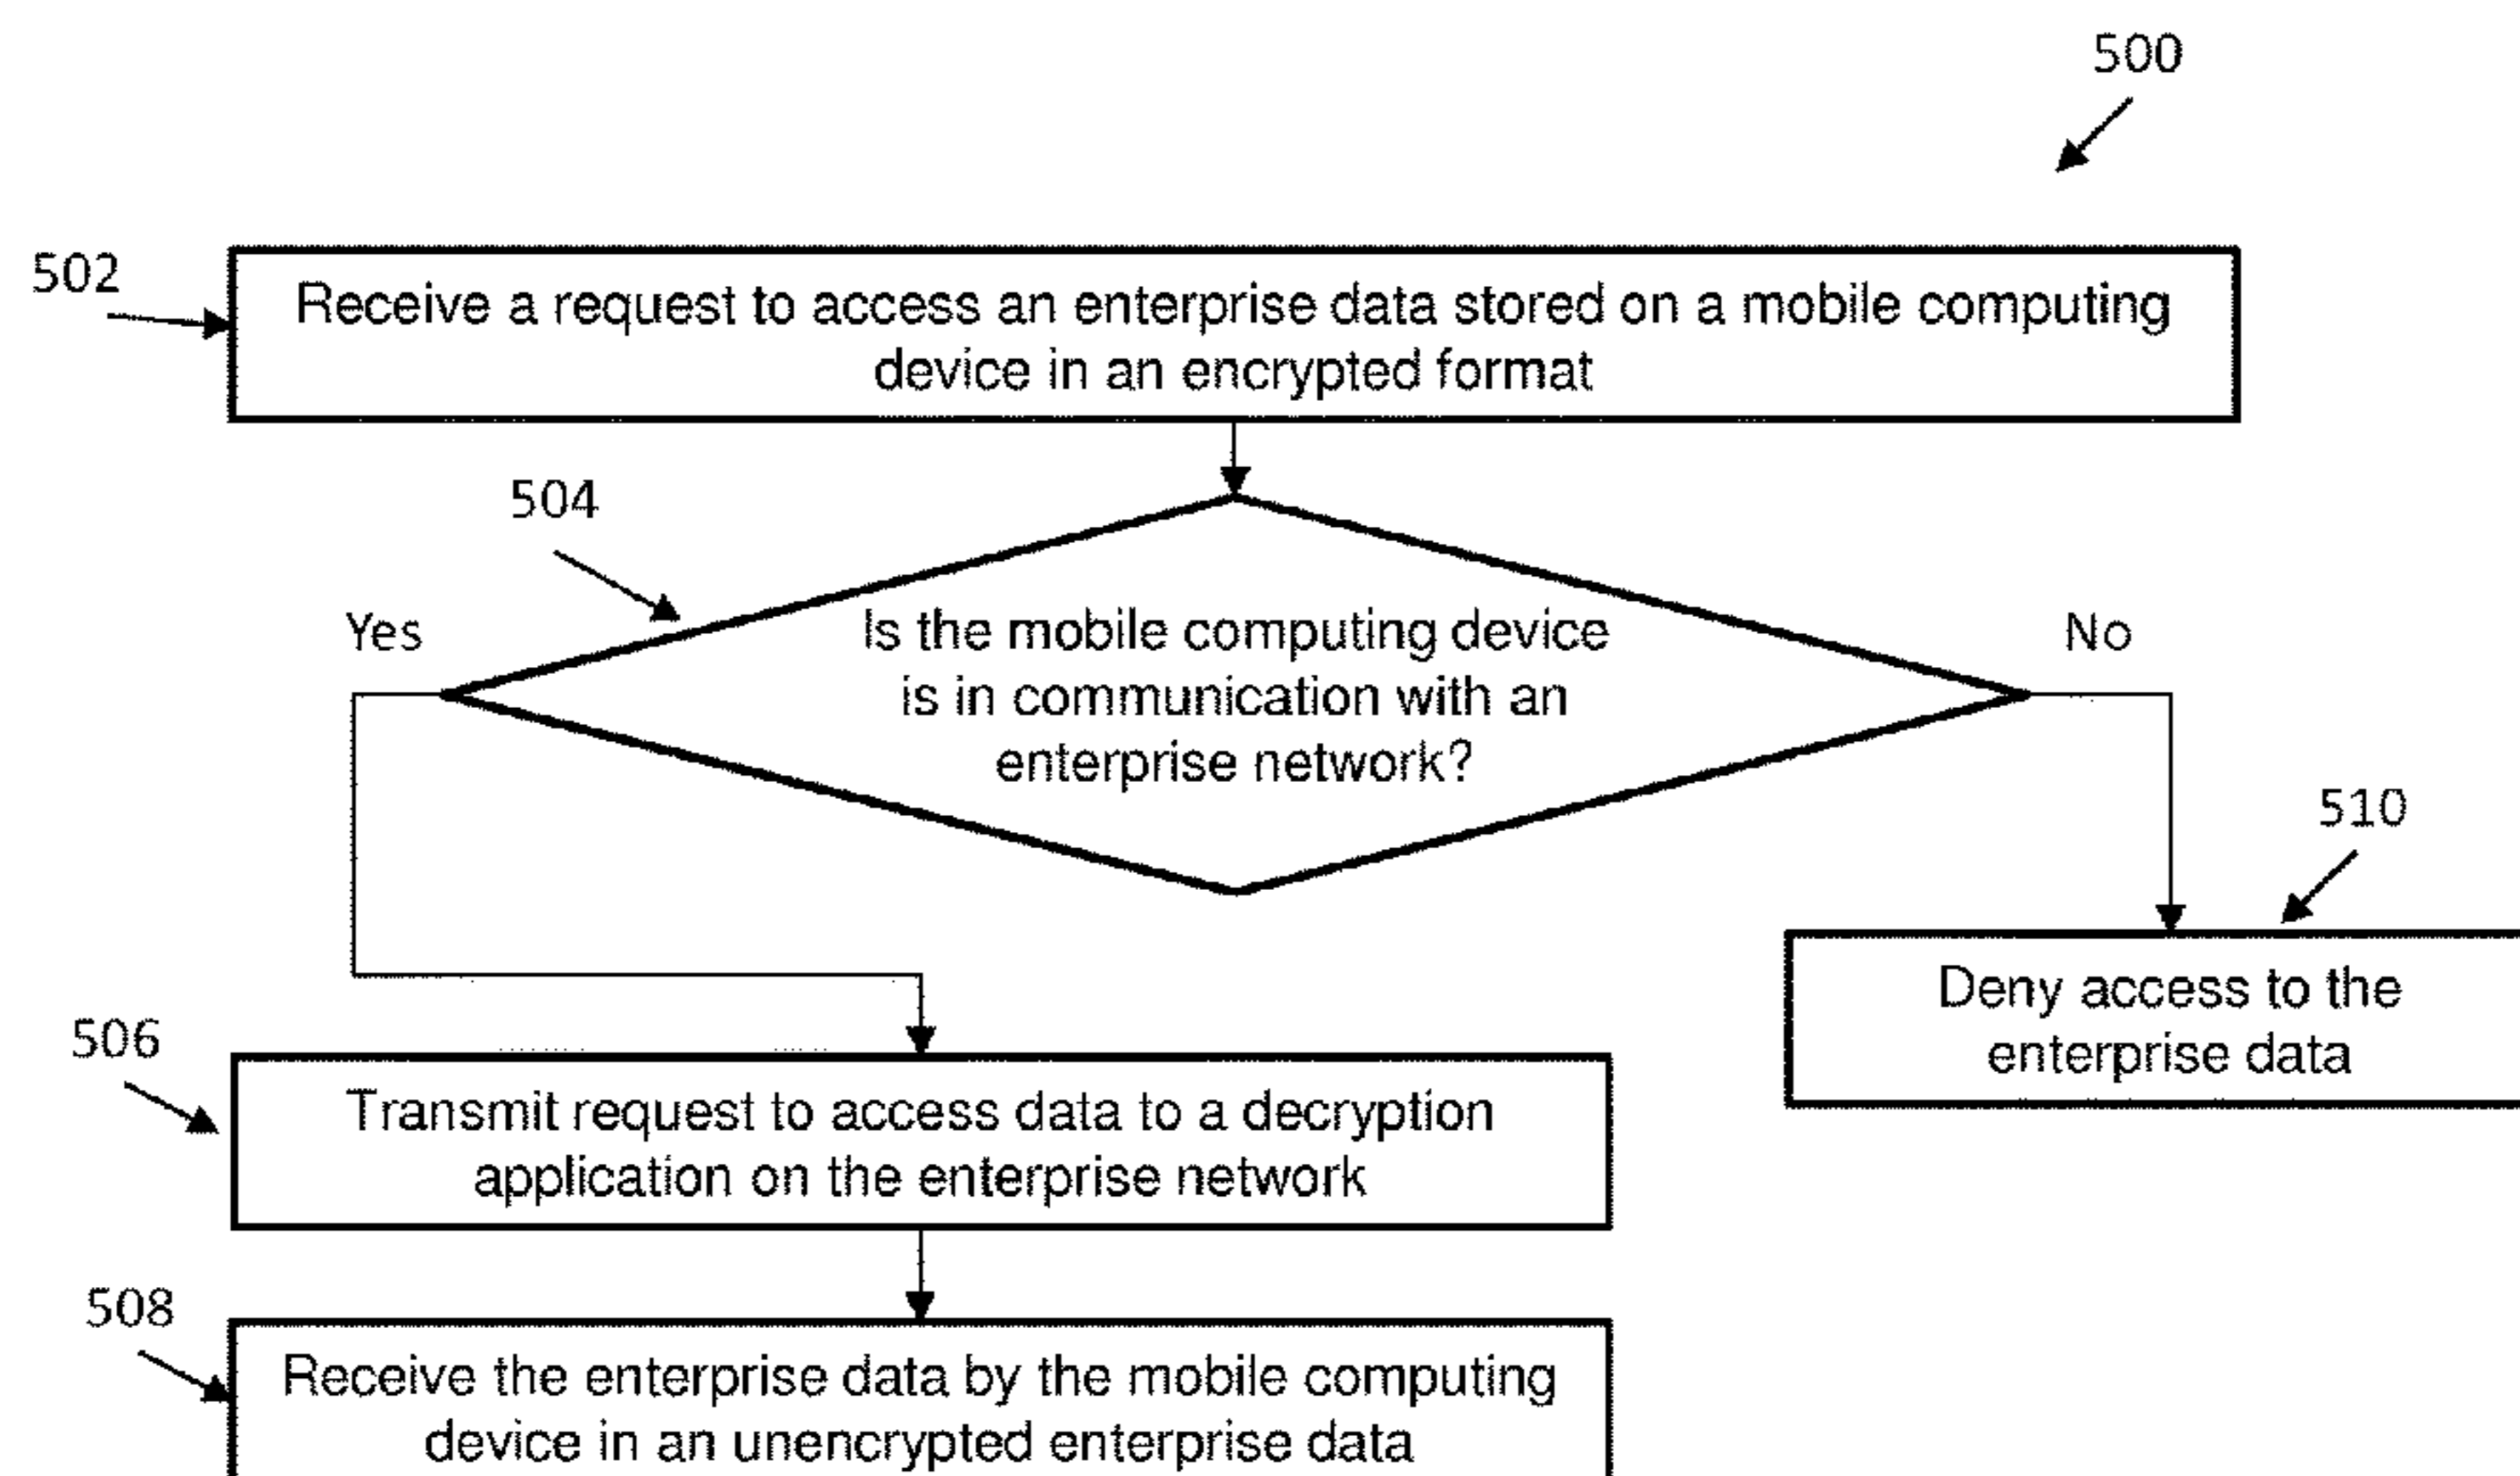 500
502
Receive a request to access an enterprise data stored on a mobile computing
device in an encrypted format
504
Yes
Is the mobile computing device
is in communication with an
enterprise network?
No
510
Deny access to the
enterprise data
506
Transmit request to access data to a decryption
application on the enterprise network
508
Receive the enterprise data by the mobile computing
device in an unencrypted enterprise data